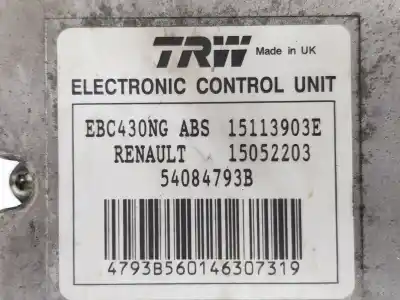 TRW Made in UK
ELECTRONIC CONTROL UNIT
EBC430NG ABS 15113903E
RENAULT 15052203
54084793B
4793B560146307319